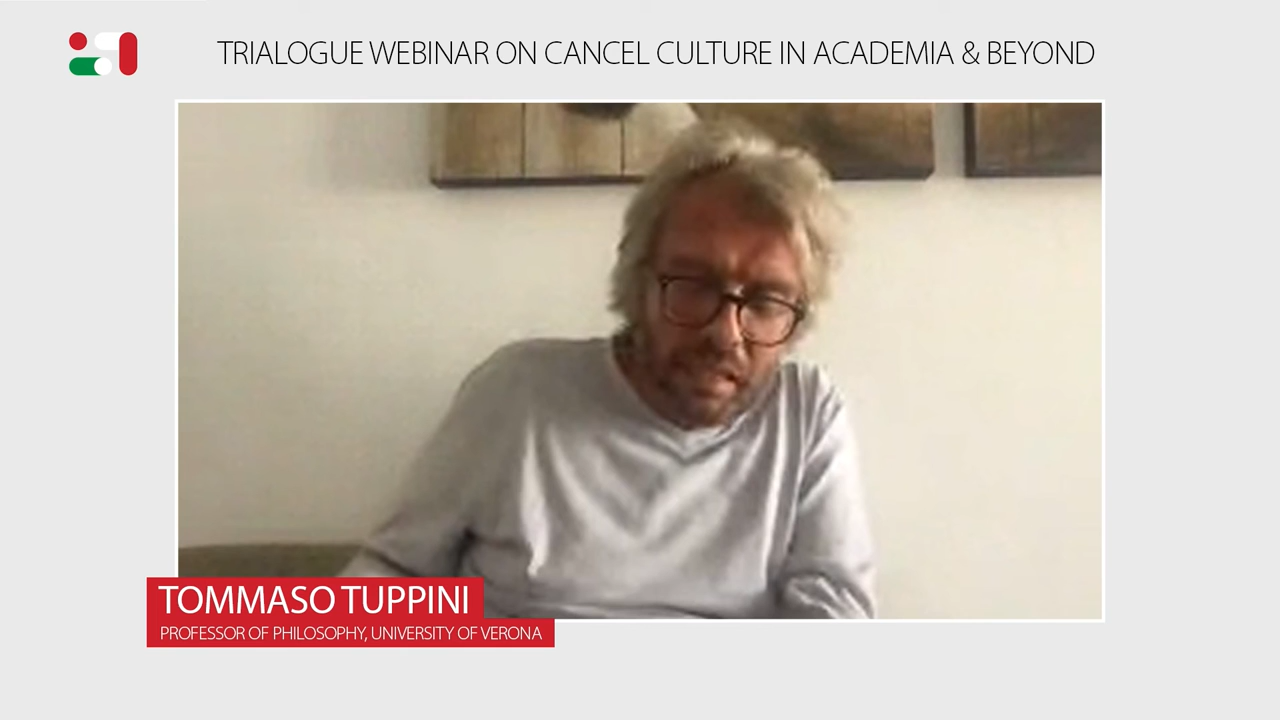 TRIALOGUE WEBINAR ON CANCEL CULTURE IN ACADEMIA & BEYOND
TOMMASO TUPPINI
PROFESSOR OF PHILOSOPHY, UNIVERSITY OF VERONA